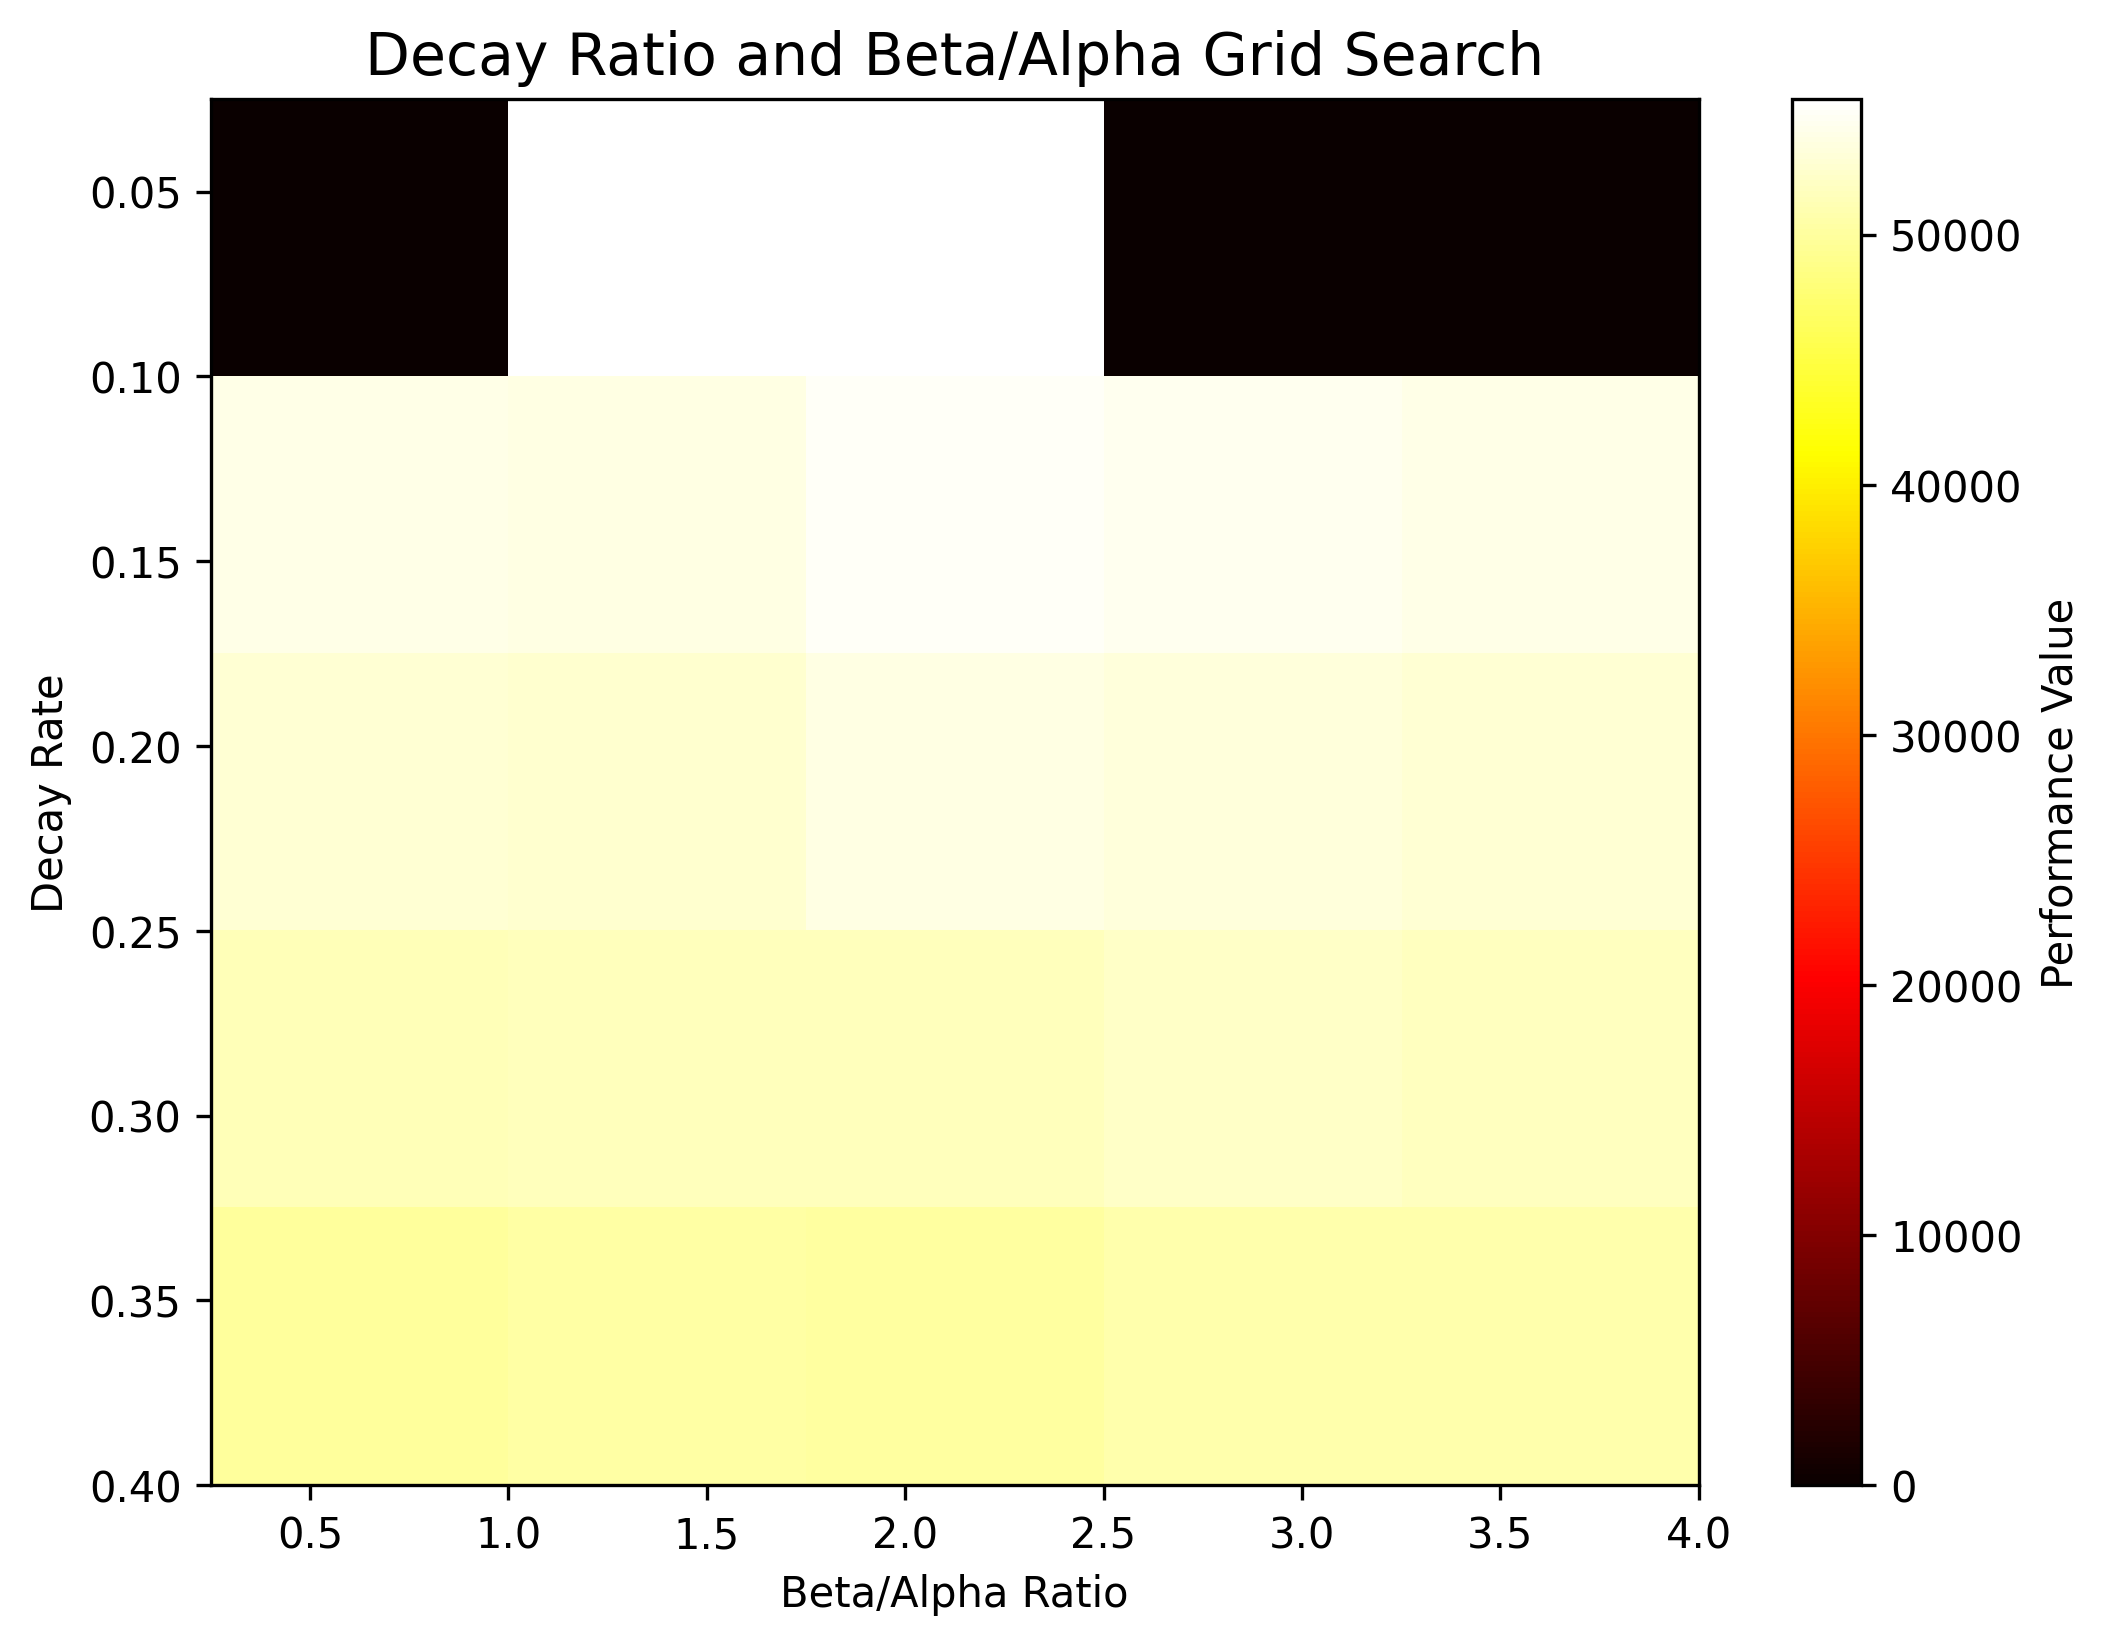 Decay Ratio and Beta/Alpha Grid Search
0.05
0.10
0.15
0.20
0.25
0.30
0.35
0.40
Decay Rate
0.5 1.0 1.5 2.0 2.5 3.0 3.5 4.0
Beta/Alpha Ratio
50000
40000
30000
20000
10000
0
Performance Value